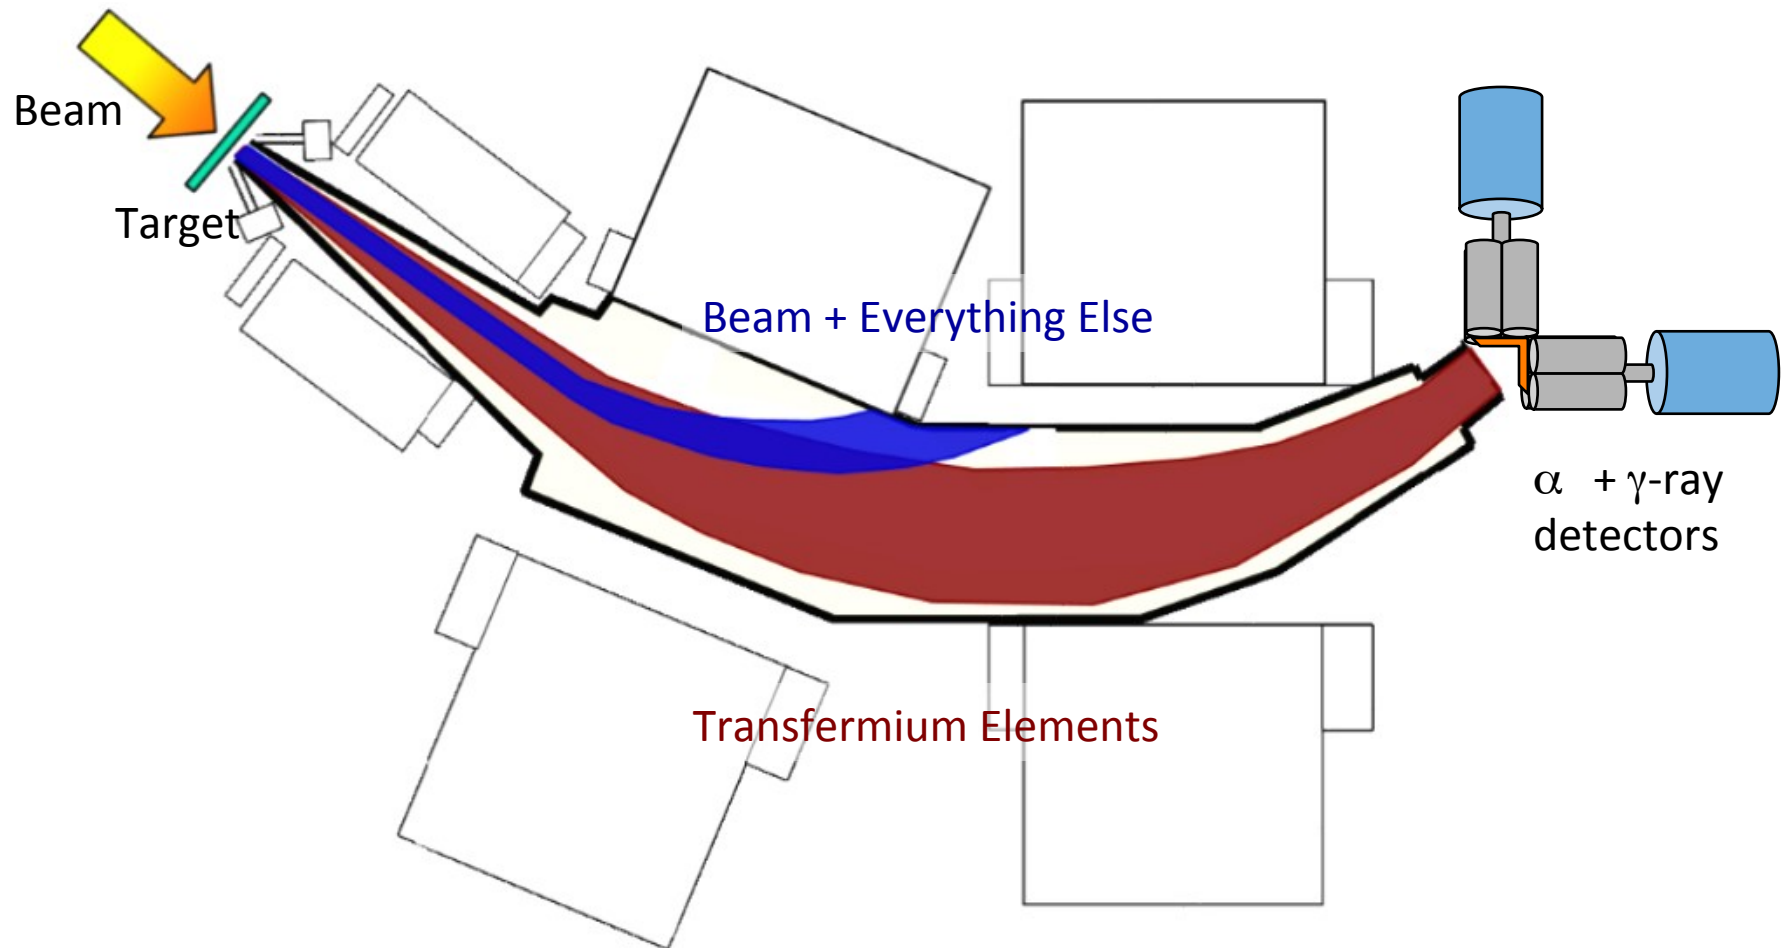 Beam
Target
Beam + Everything Else
Transfermium Elements
α + γ-ray
detectors